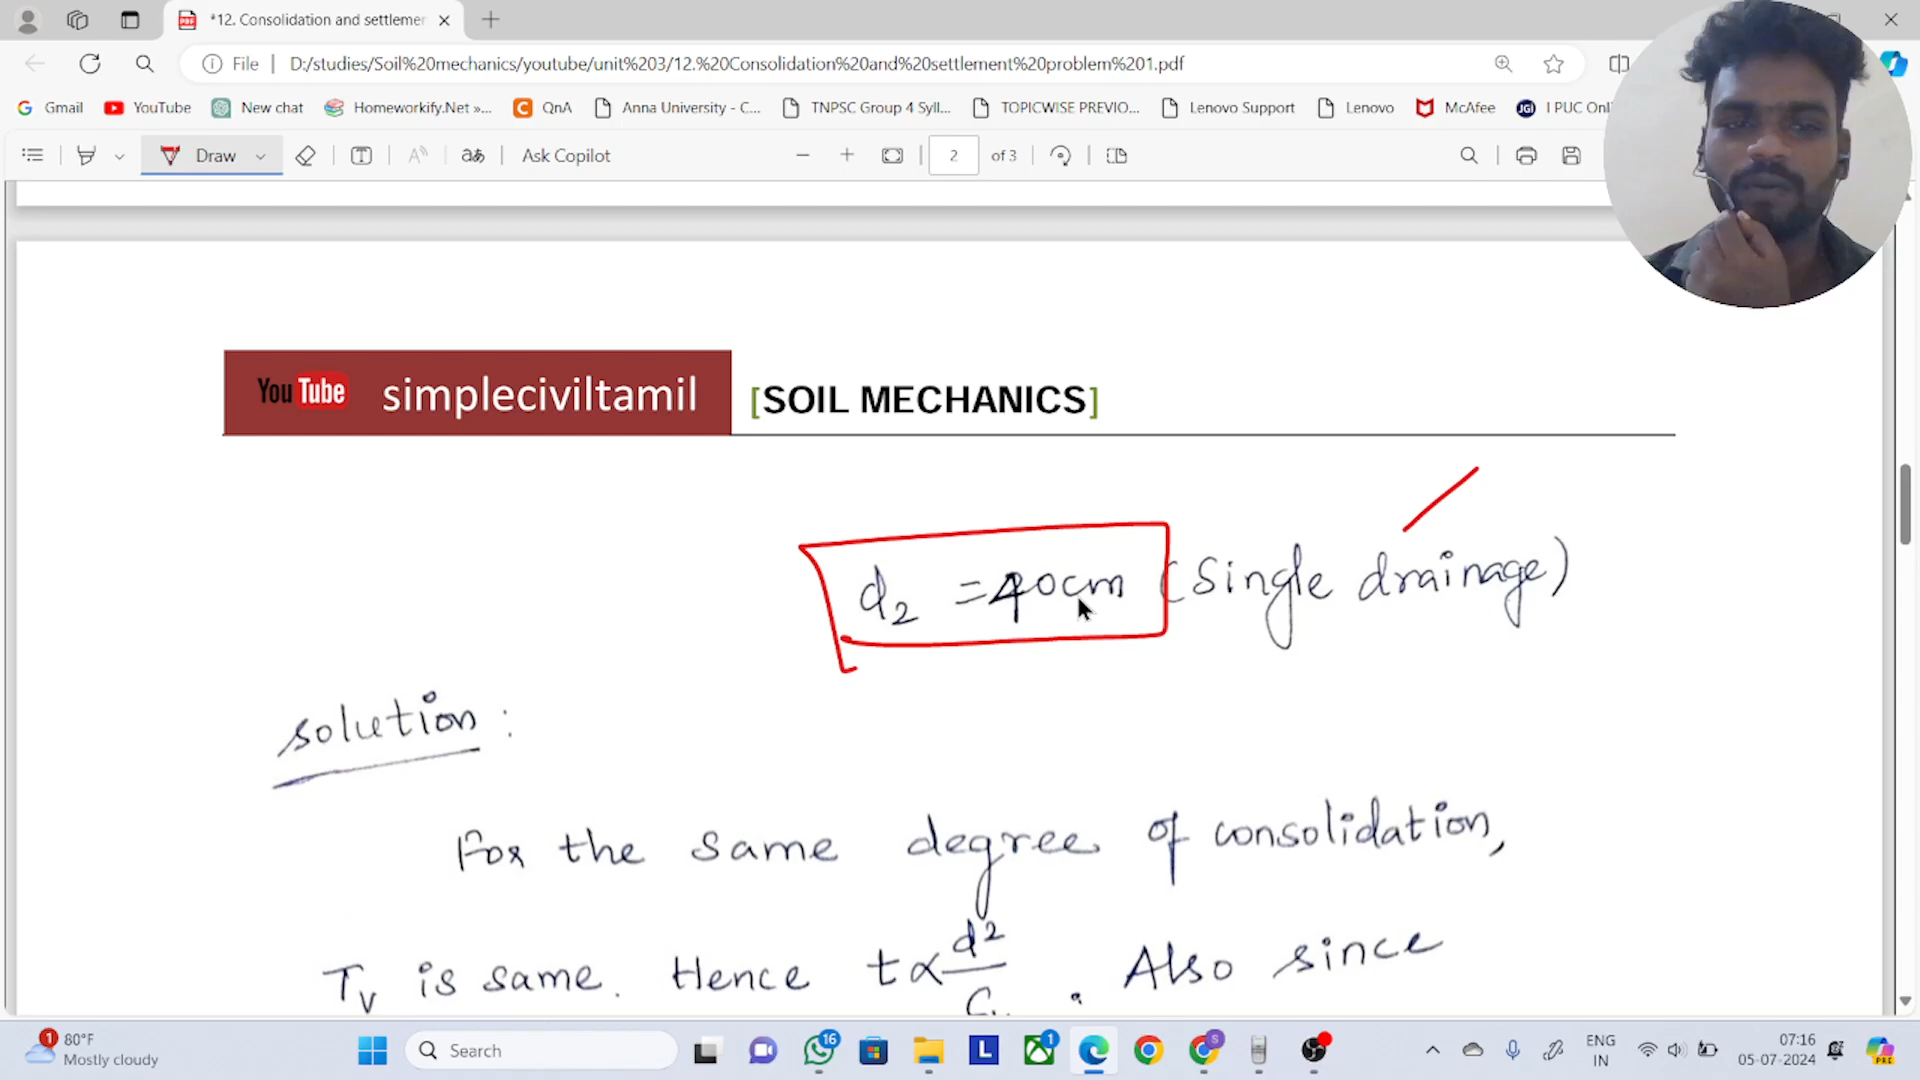 *12. Consolidation and settlemer
File
D:/studies/Soil%20mechanics/youtube/unit%203/12.%20Consolidation%20and%20settlement%20problem%201.pdf
Gmail YouTube New chat Homeworkify.Net »... QnA Anna University - C... TNPSC Group 4 Syll... TOPICWISE PREVIO... Lenovo Support Lenovo McAfee I PUC Onl
Draw Ask Copilot 2 of 3
YouTube simpleciviltamil [SOIL MECHANICS]
d2 =40cm (Single drainage)
solution :
For the same degree of consolidation,
Tv is same. Hence t∝ d²/Cv . Also since
80°F
Mostly cloudy
Search
16
1
ENG
IN
07:16
05-07-2024